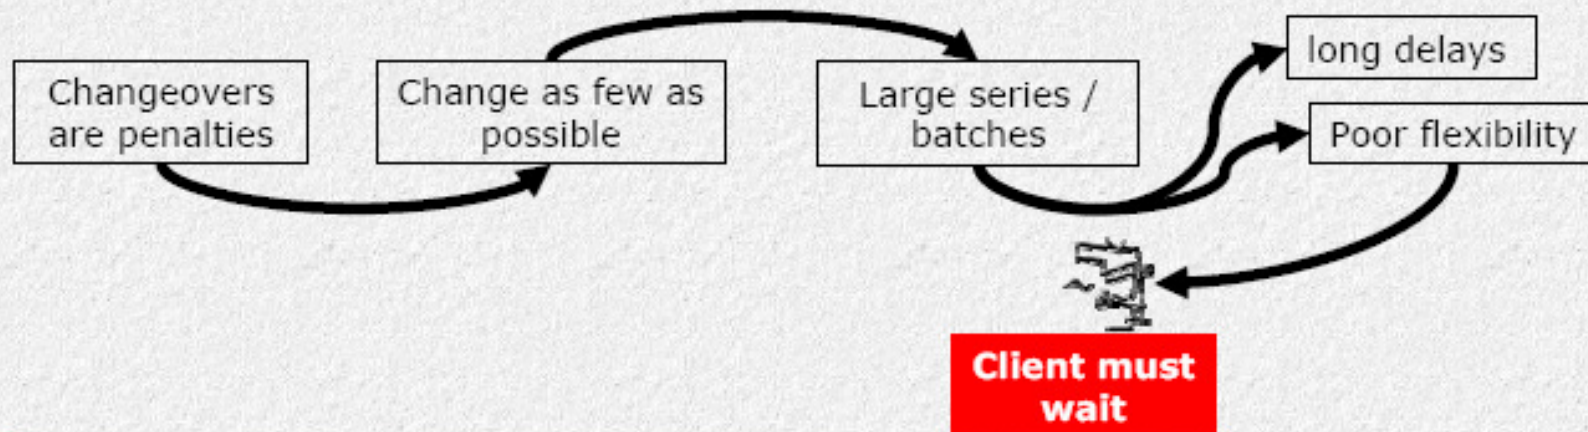 Changeovers
are penalties
Change as few as
possible
Large series /
batches
long delays
Poor flexibility
Client must
wait